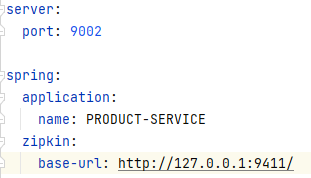 server:
  port: 9002

spring:
  application:
    name: PRODUCT-SERVICE
  zipkin:
    base-url: http://127.0.0.1:9411/